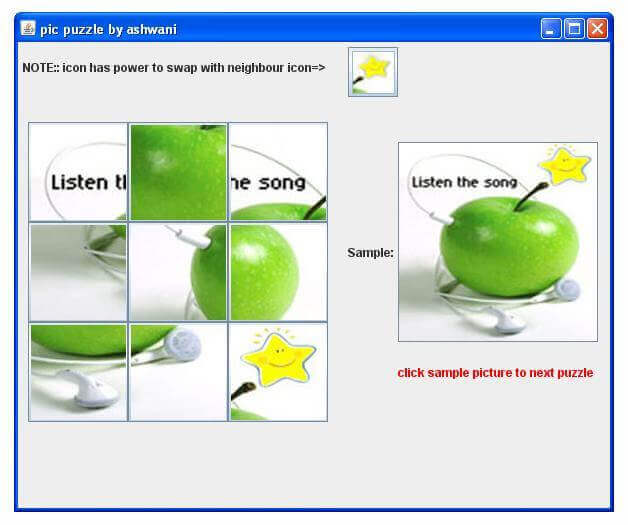 pic puzzle by ashwani
NOTE:: icon has power to swap with neighbour icon=>
Listen tl
he song
Listen the song
Sample:
click sample picture to next puzzle